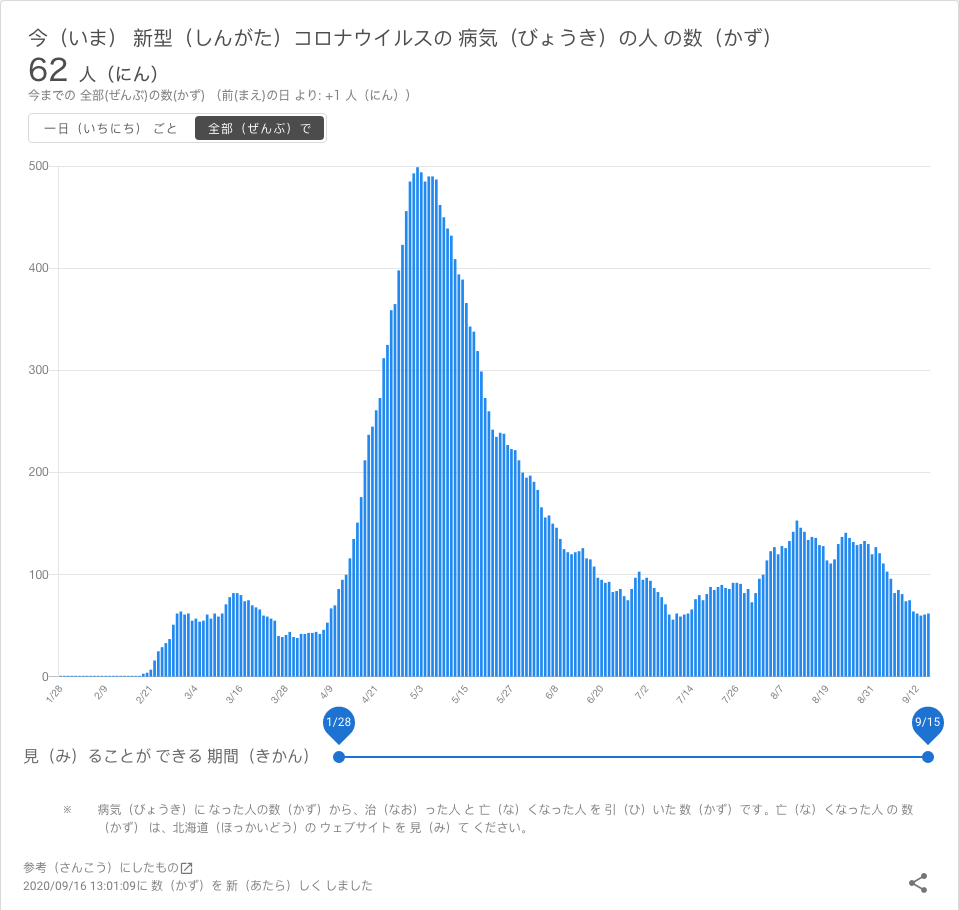 今（いま） 新型（しんがた）コロナウイルスの 病気（びょうき）の人 の数（かず）
62 人（にん）
今までの 全部(ぜんぶ)の数(かず) （前(まえ)の日 より: +1 人（にん））
一日（いちにち） ごと 全部（ぜんぶ）で
500
400
300
200
100
0
1/28 2/9 2/21 3/4 3/16 3/28 4/9 4/21 5/3 5/15 5/27 6/8 6/20 7/2 7/14 7/26 8/7 8/19 8/31 9/12
1/28 9/15
見（み）ることが できる 期間（きかん）
※ 病気（びょうき）に なった人の数（かず）から、治（なお）った人 と 亡（な）くなった人 を 引（ひ）いた 数（かず）です。亡（な）くなった人 の 数
（かず） は、北海道（ほっかいどう）の ウェブサイト を 見（み）て ください。
参考（さんこう）にしたもの
2020/09/16 13:01:09に 数（かず）を 新（あたら）しく しました